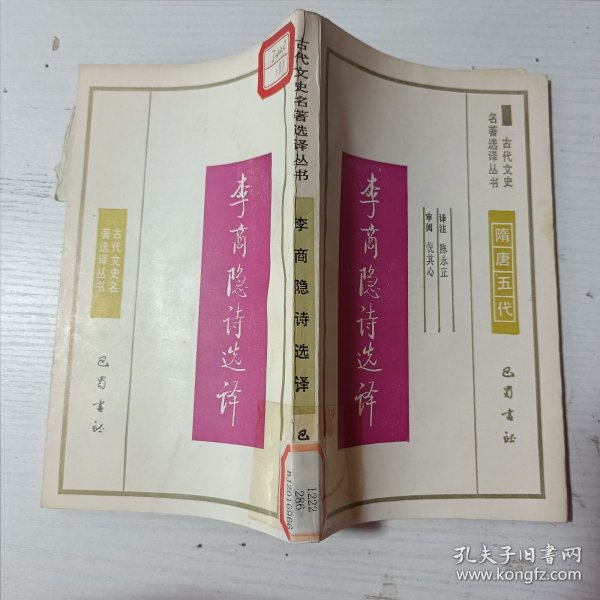 古代文史名
著选译丛书
李商隐诗选译
巴蜀书社
古代文史名著选译丛书
李商隐诗选译
巴
1222
286
BJ2016966
古代文史
名著选译丛书
隋唐五代
译注 陈永正
审阅 倪其心
李商隐诗选译
巴蜀书社
孔夫子旧书网
www.kongfz.com